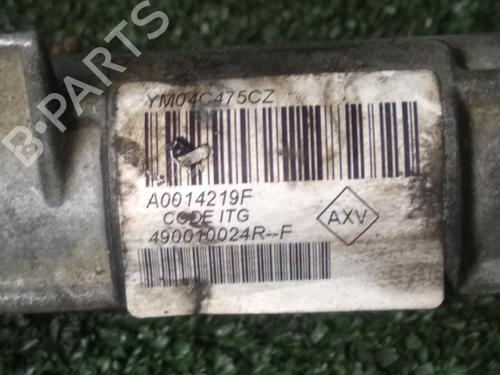 B-PARTS
YM04C475CZ
A0014219F
CODE ITG
490010024R--F
AXV